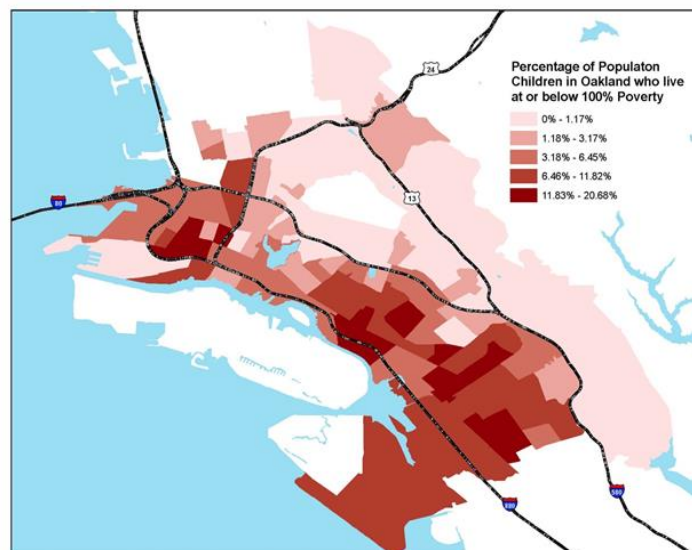 24
Percentage of Populaton
Children in Oakland who live
at or below 100% Poverty
0% - 1.17%
1.18% - 3.17%
3.18% - 6.45%
6.46% - 11.82%
11.83% - 20.68%
13
80
580
880